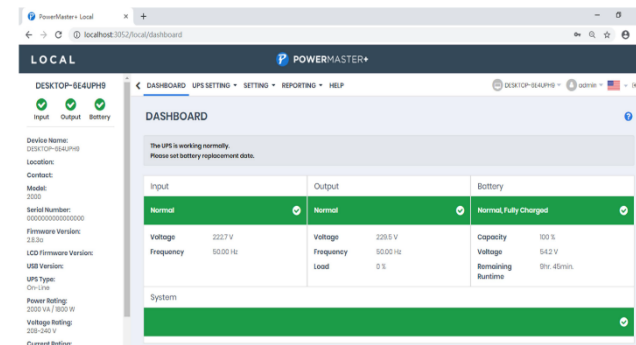 PowerMaster+ Local
localhost:3052/local/dashboard
LOCAL
POWERMASTER+
DESKTOP-6E4UPH9
Input Output Battery
Device Name:
DESKTOP-6E4UPH9
Location:
Contact:
Model:
2000
Serial Number:
000000000000000
Firmware Version:
2.8.3a
LCD Firmware Version:
USB Version:
UPS Type:
On-Line
Power Rating:
2000 VA / 1800 W
Voltage Rating:
208-240 V
Current Rating:
DASHBOARD UPS SETTING SETTING REPORTING HELP
DESKTOP-6E4UPH9 admin
DASHBOARD
The UPS is working normally.
Please set battery replacement date.
Input Output Battery
Normal Normal Normal, Fully Charged
Voltage 222.7 V Voltage 229.5 V Capacity 100 %
Frequency 50.00 Hz Frequency 50.00 Hz Voltage 54.2 V
Load 0 % Remaining Runtime 9hr. 45min.
System